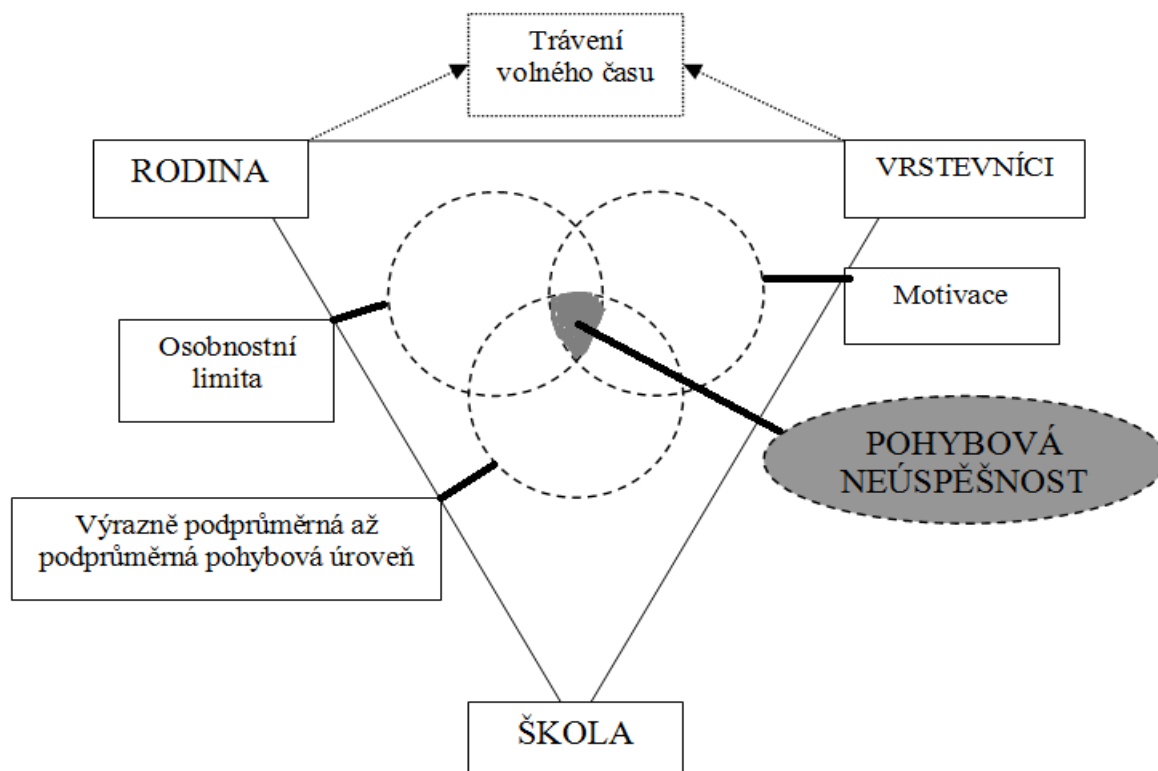 Trávení
volného času
RODINA
VRSTEVNÍCI
Motivace
Osobnostní
limita
POHYBOVÁ
NEÚSPĚŠNOST
Výrazně podprůměrná až
podprůměrná pohybová úroveň
ŠKOLA